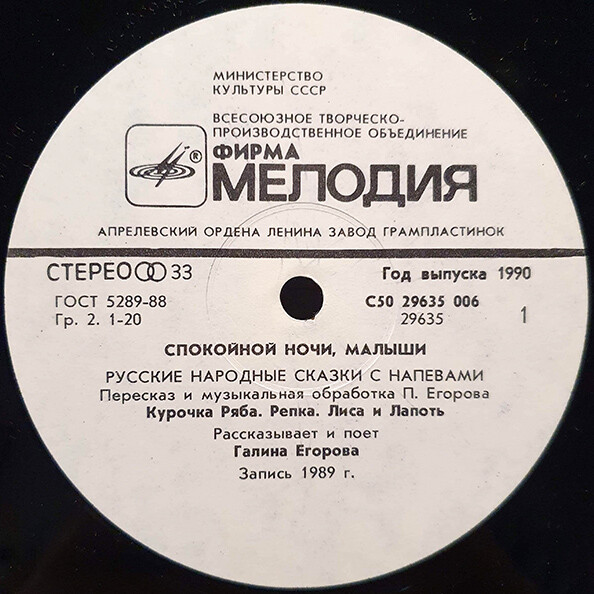 МИНИСТЕРСТВО
КУЛЬТУРЫ СССР
ВСЕСОЮЗНОЕ ТВОРЧЕСКО-
ПРОИЗВОДСТВЕННОЕ ОБЪЕДИНЕНИЕ
® ФИРМА
МЕЛОДИЯ
АПРЕЛЕВСКИЙ ОРДЕНА ЛЕНИНА ЗАВОД ГРАМПЛАСТИНОК
СТЕРЕО 33 Год выпуска 1990
ГОСТ 5289-88 С50 29635 006
Гр. 2. 1-20 29635 1
СПОКОЙНОЙ НОЧИ, МАЛЫШИ
РУССКИЕ НАРОДНЫЕ СКАЗКИ С НАПЕВАМИ
Пересказ и музыкальная обработка П. Егорова
Курочка Ряба. Репка. Лиса и Лапоть
Рассказывает и поет
Галина Егорова
Запись 1989 г.